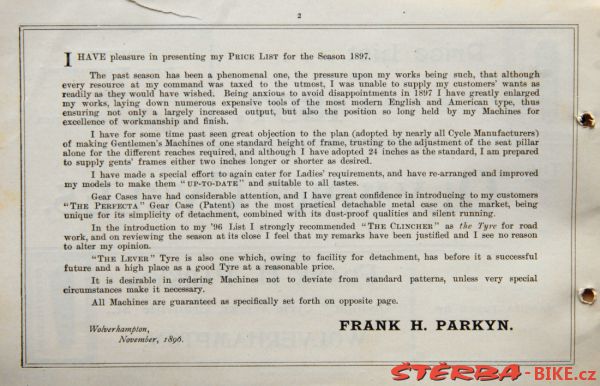 2
I HAVE pleasure in presenting my PRICE LIST for the Season 1897.
The past season has been a phenomenal one, the pressure upon my works being such, that although
every resource at my command was taxed to the utmost, I was unable to supply my customers' wants as
readily as they would have wished. Being anxious to avoid disappointments in 1897 I have greatly enlarged
my works, laying down numerous expensive tools of the most modern English and American type, thus
ensuring not only a largely increased output, but also the position so long held by my Machines for
excellence of workmanship and finish.
I have for some time past seen great objection to the plan (adopted by nearly all Cycle Manufacturers)
of making Gentlemen's Machines of one standard height of frame, trusting to the adjustment of the seat pillar
alone for the different reaches required, and although I have adopted 24 inches as the standard, I am prepared
to supply gents' frames either two inches longer or shorter as desired.
I have made a special effort to again cater for Ladies' requirements, and have re-arranged and improved
my models to make them "UP-TO-DATE" and suitable to all tastes.
Gear Cases have had considerable attention, and I have great confidence in introducing to my customers
"THE PERFECTA" Gear Case (Patent) as the most practical detachable metal case on the market, being
unique for its simplicity of detachment, combined with its dust-proof qualities and silent running.
In the introduction to my '96 List I strongly recommended "THE CLINCHER" as the Tyre for road
work, and on reviewing the season at its close I feel that my remarks have been justified and I see no reason
to alter my opinion.
"THE LEVER" Tyre is also one which, owing to facility for detachment, has before it a successful
future and a high place as a good Tyre at a reasonable price.
It is desirable in ordering Machines not to deviate from standard patterns, unless very special
circumstances make it necessary.
All Machines are guaranteed as specifically set forth on opposite page.
Wolverhampton,
November, 1896.
FRANK H. PARKYN.
ŠTĚRBA-BIKE.cz